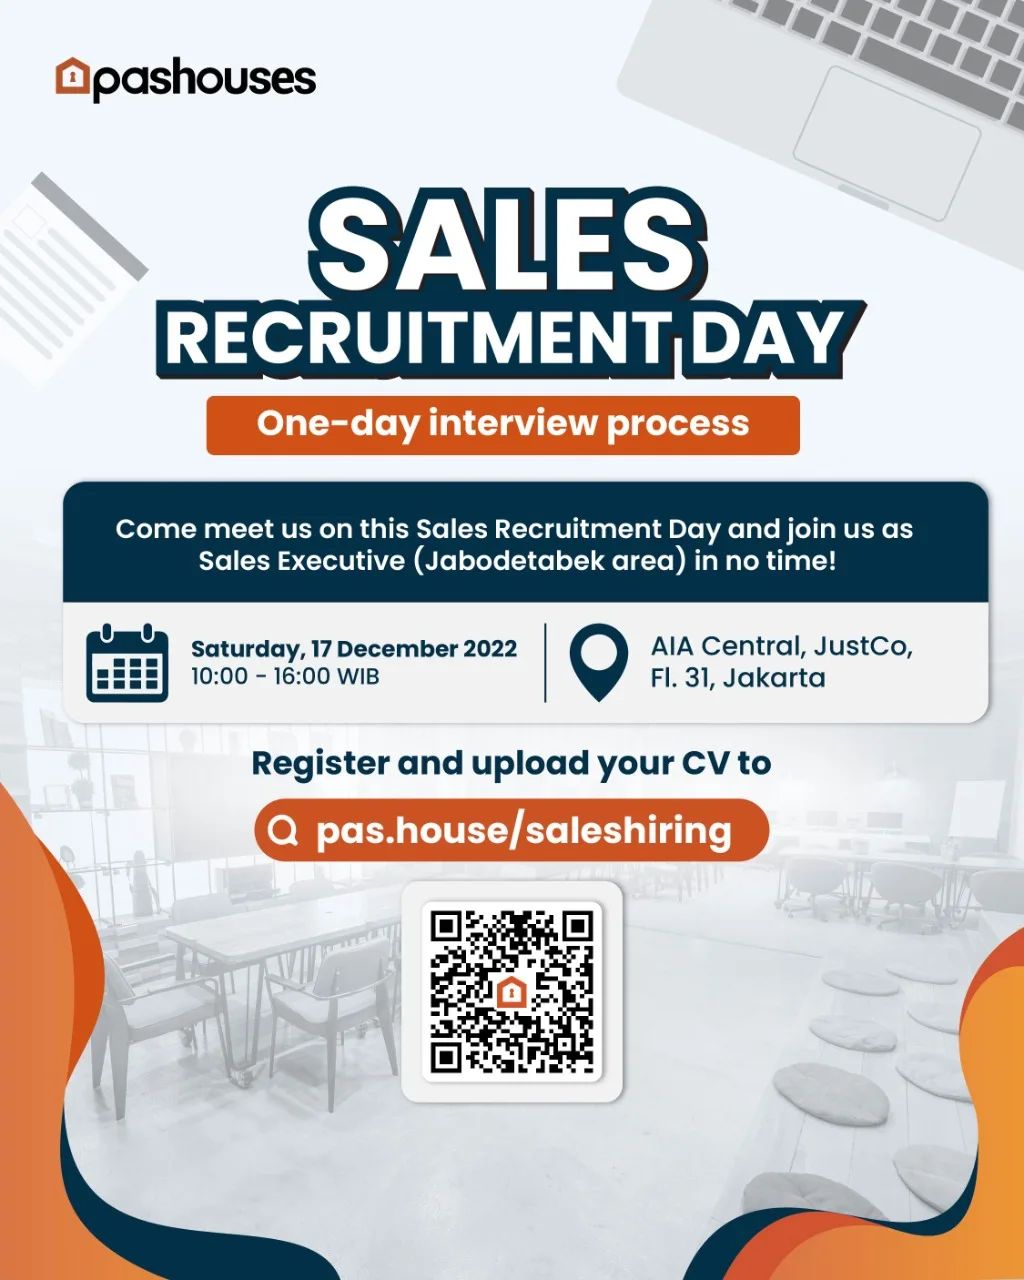 pashouses
SALES
RECRUITMENT DAY
One-day interview process
Come meet us on this Sales Recruitment Day and join us as
Sales Executive (Jabodetabek area) in no time!
Saturday, 17 December 2022
10:00 - 16:00 WIB
AIA Central, JustCo,
Fl. 31, Jakarta
Register and upload your CV to
pas.house/saleshiring